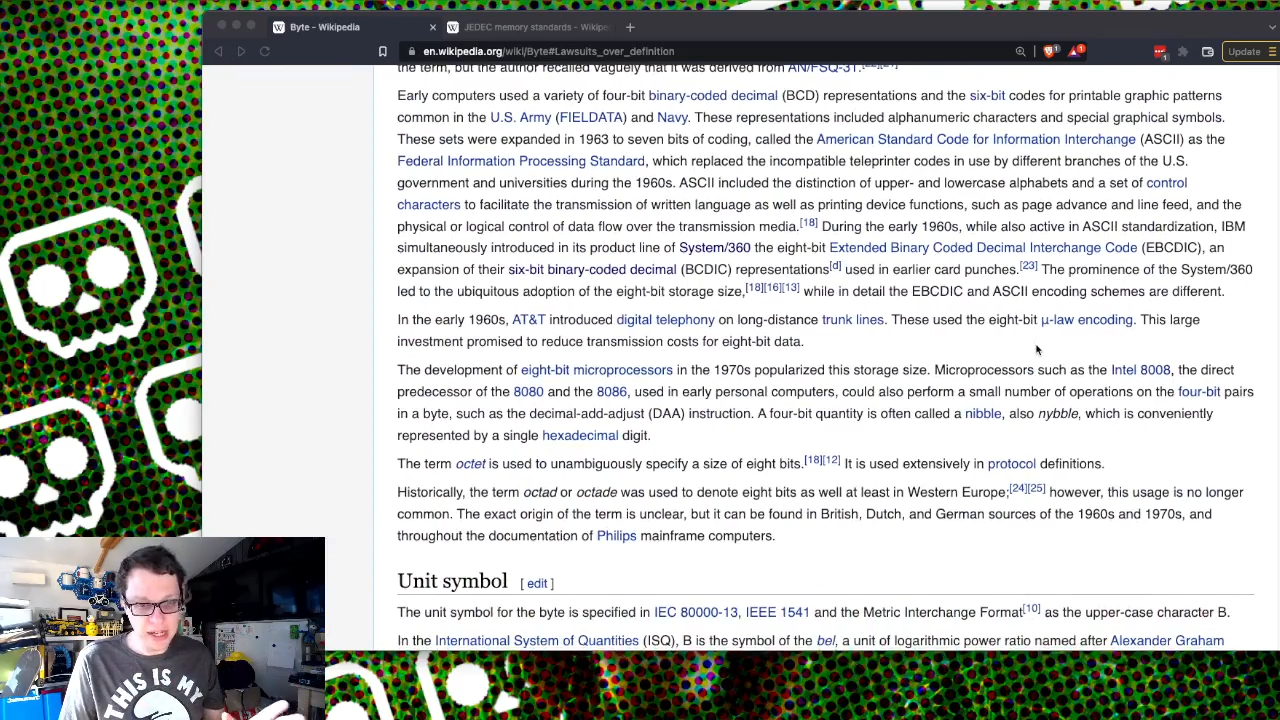 Byte - Wikipedia
JEDEC memory standards - Wikipe
en.wikipedia.org/wiki/Byte#Lawsuits_over_definition
1
1
1
Update
the term, but the author recalled vaguely that it was derived from AN/FSQ-31.[22][21]
Early computers used a variety of four-bit binary-coded decimal (BCD) representations and the six-bit codes for printable graphic patterns
common in the U.S. Army (FIELDATA) and Navy. These representations included alphanumeric characters and special graphical symbols.
These sets were expanded in 1963 to seven bits of coding, called the American Standard Code for Information Interchange (ASCII) as the
Federal Information Processing Standard, which replaced the incompatible teleprinter codes in use by different branches of the U.S.
government and universities during the 1960s. ASCII included the distinction of upper- and lowercase alphabets and a set of control
characters to facilitate the transmission of written language as well as printing device functions, such as page advance and line feed, and the
physical or logical control of data flow over the transmission media.[18] During the early 1960s, while also active in ASCII standardization, IBM
simultaneously introduced in its product line of System/360 the eight-bit Extended Binary Coded Decimal Interchange Code (EBCDIC), an
expansion of their six-bit binary-coded decimal (BCDIC) representations[d] used in earlier card punches.[23] The prominence of the System/360
led to the ubiquitous adoption of the eight-bit storage size,[18][16][13] while in detail the EBCDIC and ASCII encoding schemes are different.
In the early 1960s, AT&T introduced digital telephony on long-distance trunk lines. These used the eight-bit μ-law encoding. This large
investment promised to reduce transmission costs for eight-bit data.
The development of eight-bit microprocessors in the 1970s popularized this storage size. Microprocessors such as the Intel 8008, the direct
predecessor of the 8080 and the 8086, used in early personal computers, could also perform a small number of operations on the four-bit pairs
in a byte, such as the decimal-add-adjust (DAA) instruction. A four-bit quantity is often called a nibble, also nybble, which is conveniently
represented by a single hexadecimal digit.
The term octet is used to unambiguously specify a size of eight bits.[18][12] It is used extensively in protocol definitions.
Historically, the term octad or octade was used to denote eight bits as well at least in Western Europe;[24][25] however, this usage is no longer
common. The exact origin of the term is unclear, but it can be found in British, Dutch, and German sources of the 1960s and 1970s, and
throughout the documentation of Philips mainframe computers.
Unit symbol [ edit ]
The unit symbol for the byte is specified in IEC 80000-13, IEEE 1541 and the Metric Interchange Format[10] as the upper-case character B.
In the International System of Quantities (ISQ), B is the symbol of the bel, a unit of logarithmic power ratio named after Alexander Graham
THIS IS MY